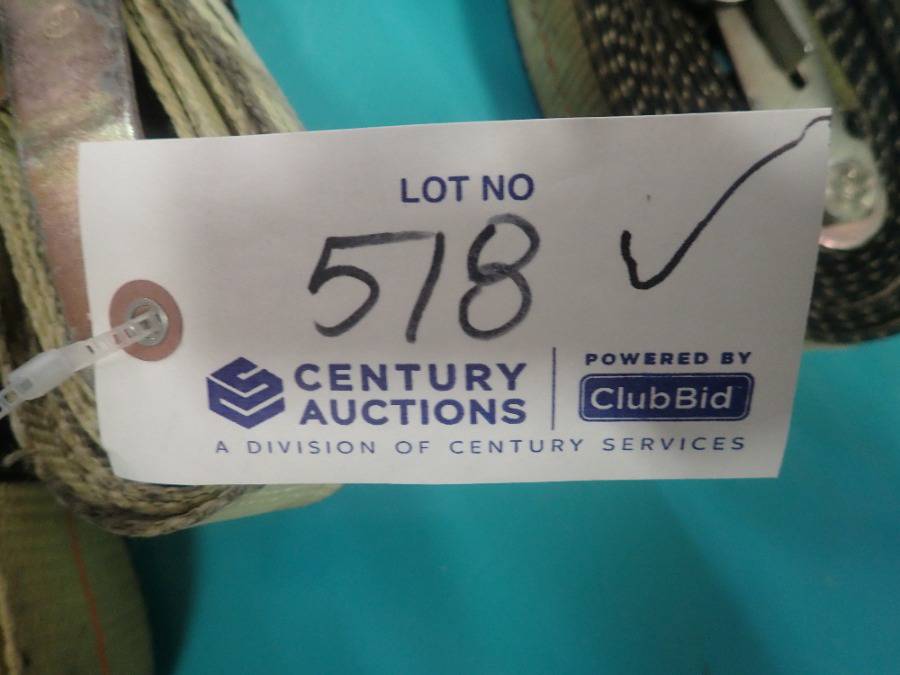 LOT NO
518 ✓
CENTURY
AUCTIONS
POWERED BY
ClubBid
A DIVISION OF CENTURY SERVICES